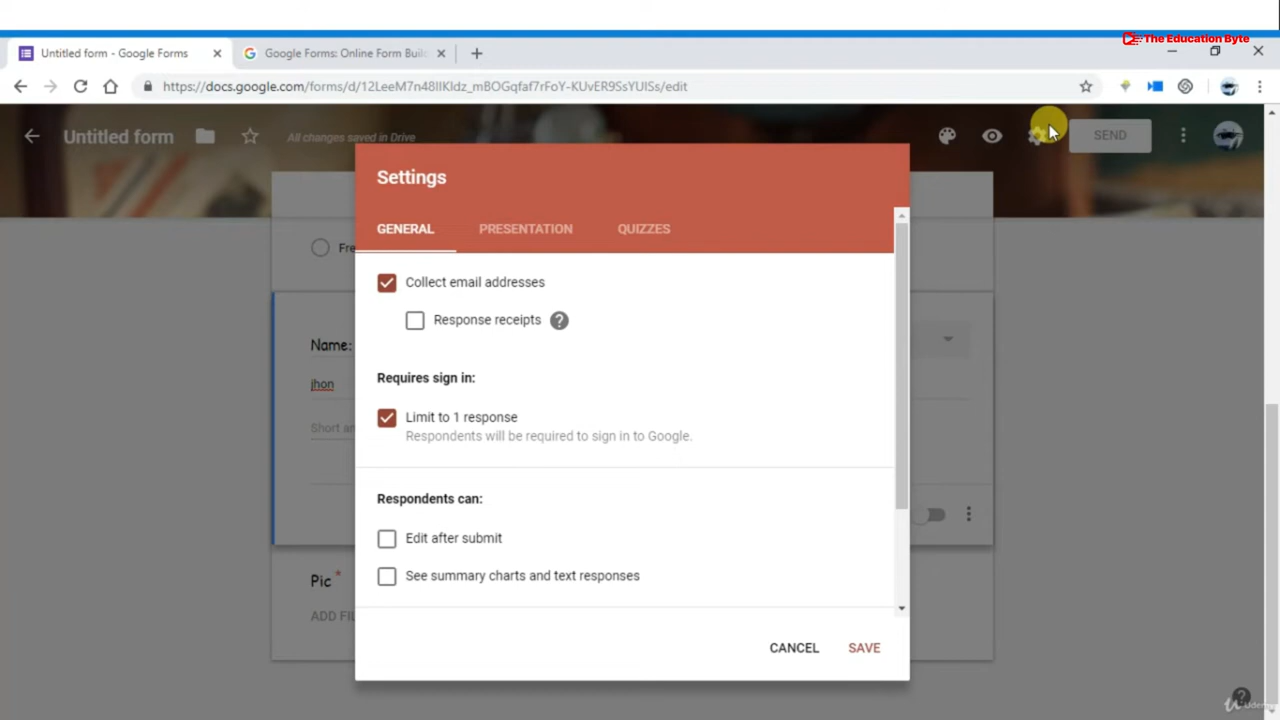 The Education Byte
Untitled form - Google Forms
Google Forms: Online Form Buil
https://docs.google.com/forms/d/12LeeM7n48IIKIdz_mBOGqfaf7rFoY-KUvER9SsYUISs/edit
Untitled form
All changes saved in Drive
SEND
Settings
GENERAL PRESENTATION QUIZZES
Fre
Collect email addresses
Response receipts ?
Name:
Requires sign in:
jhon
Limit to 1 response
Short an
Respondents will be required to sign in to Google.
Respondents can:
Edit after submit
Pic *
See summary charts and text responses
ADD FIL
CANCEL SAVE